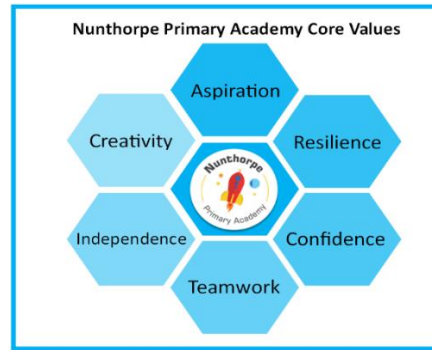 Nunthorpe Primary Academy Core Values
Aspiration
Creativity
Resilience
Nunthorpe
Primary Academy
Independence
Confidence
Teamwork